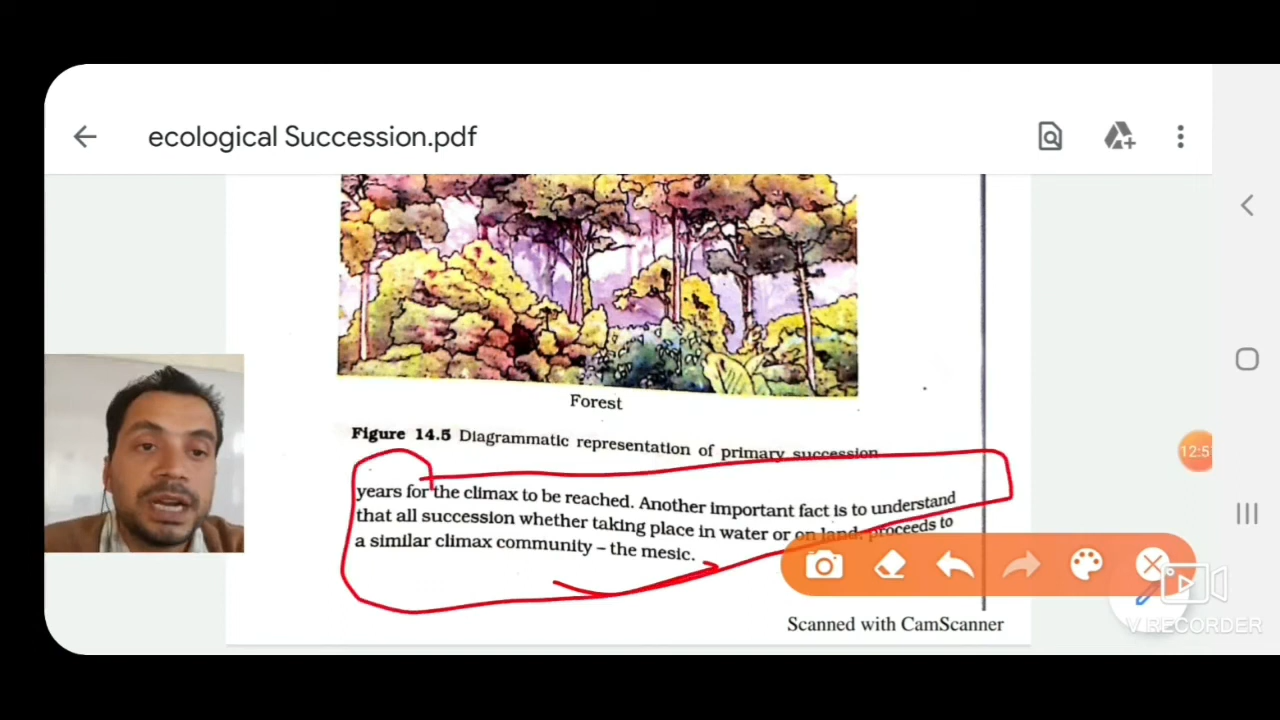 ecological Succession.pdf
Forest
Figure 14.5 Diagrammatic representation of primary succession
years for the climax to be reached. Another important fact is to understand
that all succession whether taking place in water or on land, proceeds to
a similar climax community – the mesic.
12:5
V RECORDER
Scanned with CamScanner